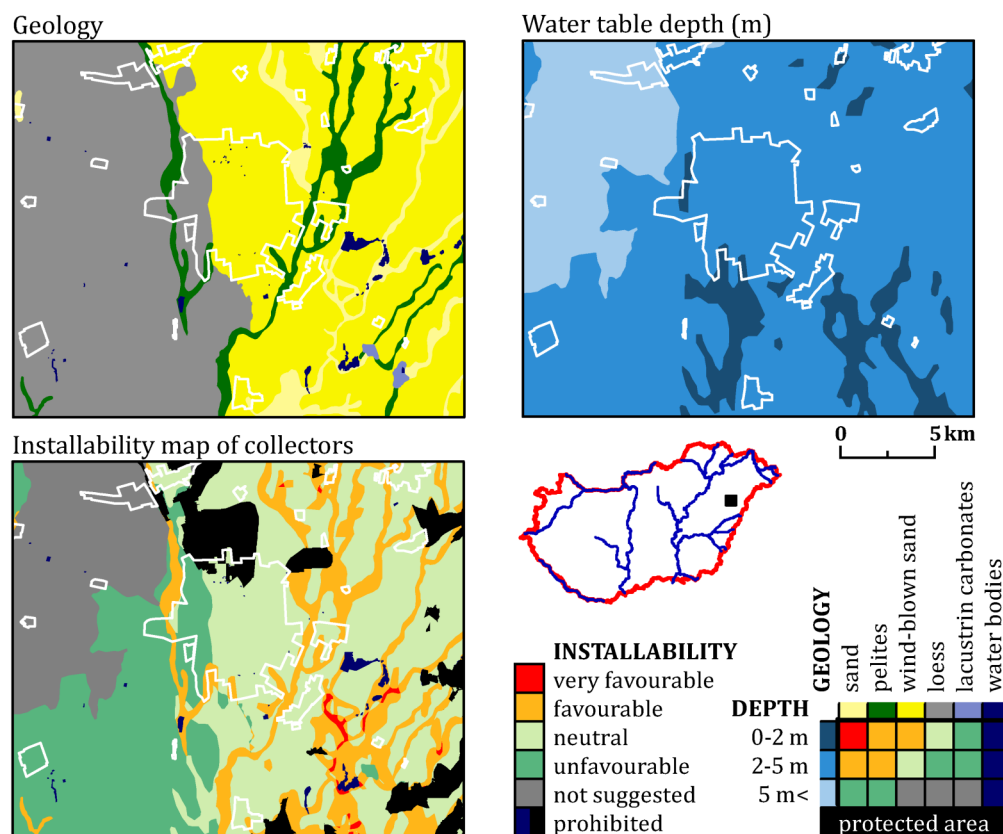 Geology
Water table depth (m)
Installability map of collectors
0 5 km
INSTALLABILITY
very favourable
favourable
neutral
unfavourable
not suggested
prohibited
GEOLOGY
sand
pelites
wind-blown sand
loess
lacustrin carbonates
water bodies
DEPTH
0-2 m
2-5 m
5 m<
protected area